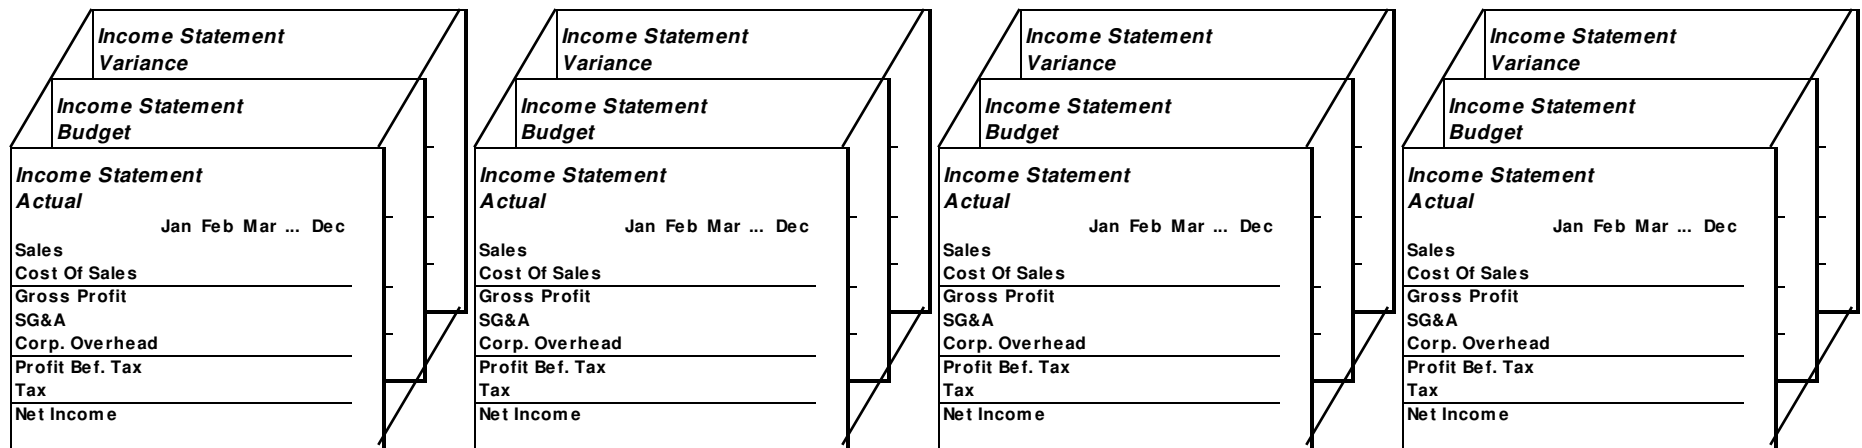 Income Statement
Variance
Income Statement
Budget
Income Statement
Actual
Jan Feb Mar ... Dec
Sales
Cost Of Sales
Gross Profit
SG&A
Corp. Overhead
Profit Bef. Tax
Tax
Net Income
Income Statement
Variance
Income Statement
Budget
Income Statement
Actual
Jan Feb Mar ... Dec
Sales
Cost Of Sales
Gross Profit
SG&A
Corp. Overhead
Profit Bef. Tax
Tax
Net Income
Income Statement
Variance
Income Statement
Budget
Income Statement
Actual
Jan Feb Mar ... Dec
Sales
Cost Of Sales
Gross Profit
SG&A
Corp. Overhead
Profit Bef. Tax
Tax
Net Income
Income Statement
Variance
Income Statement
Budget
Income Statement
Actual
Jan Feb Mar ... Dec
Sales
Cost Of Sales
Gross Profit
SG&A
Corp. Overhead
Profit Bef. Tax
Tax
Net Income